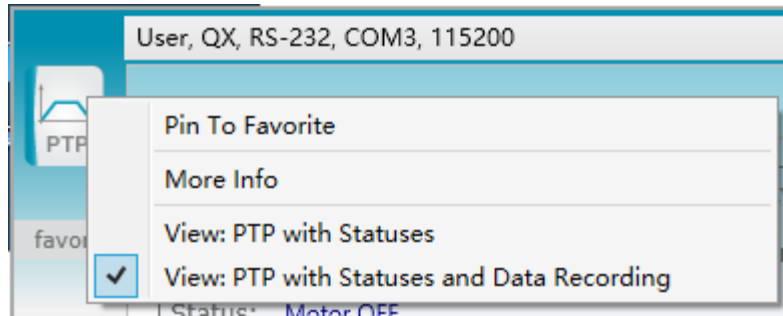 User, QX, RS-232, COM3, 115200
PTP
Pin To Favorite
More Info
View: PTP with Statuses
favor
View: PTP with Statuses and Data Recording
Status: Motor OFF